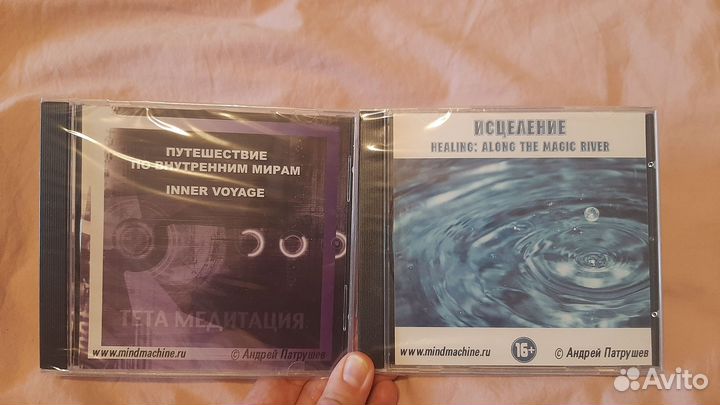 ПУТЕШЕСТВИЕ
ПО ВНУТРЕННИМ МИРАМ
INNER VOYAGE
ТЕТА МЕДИТАЦИЯ
www.mindmachine.ru
© Андрей Патрушев
ИСЦЕЛЕНИЕ
HEALING: ALONG THE MAGIC RIVER
www.mindmachine.ru
16+
© Андрей Патрушев
Avito